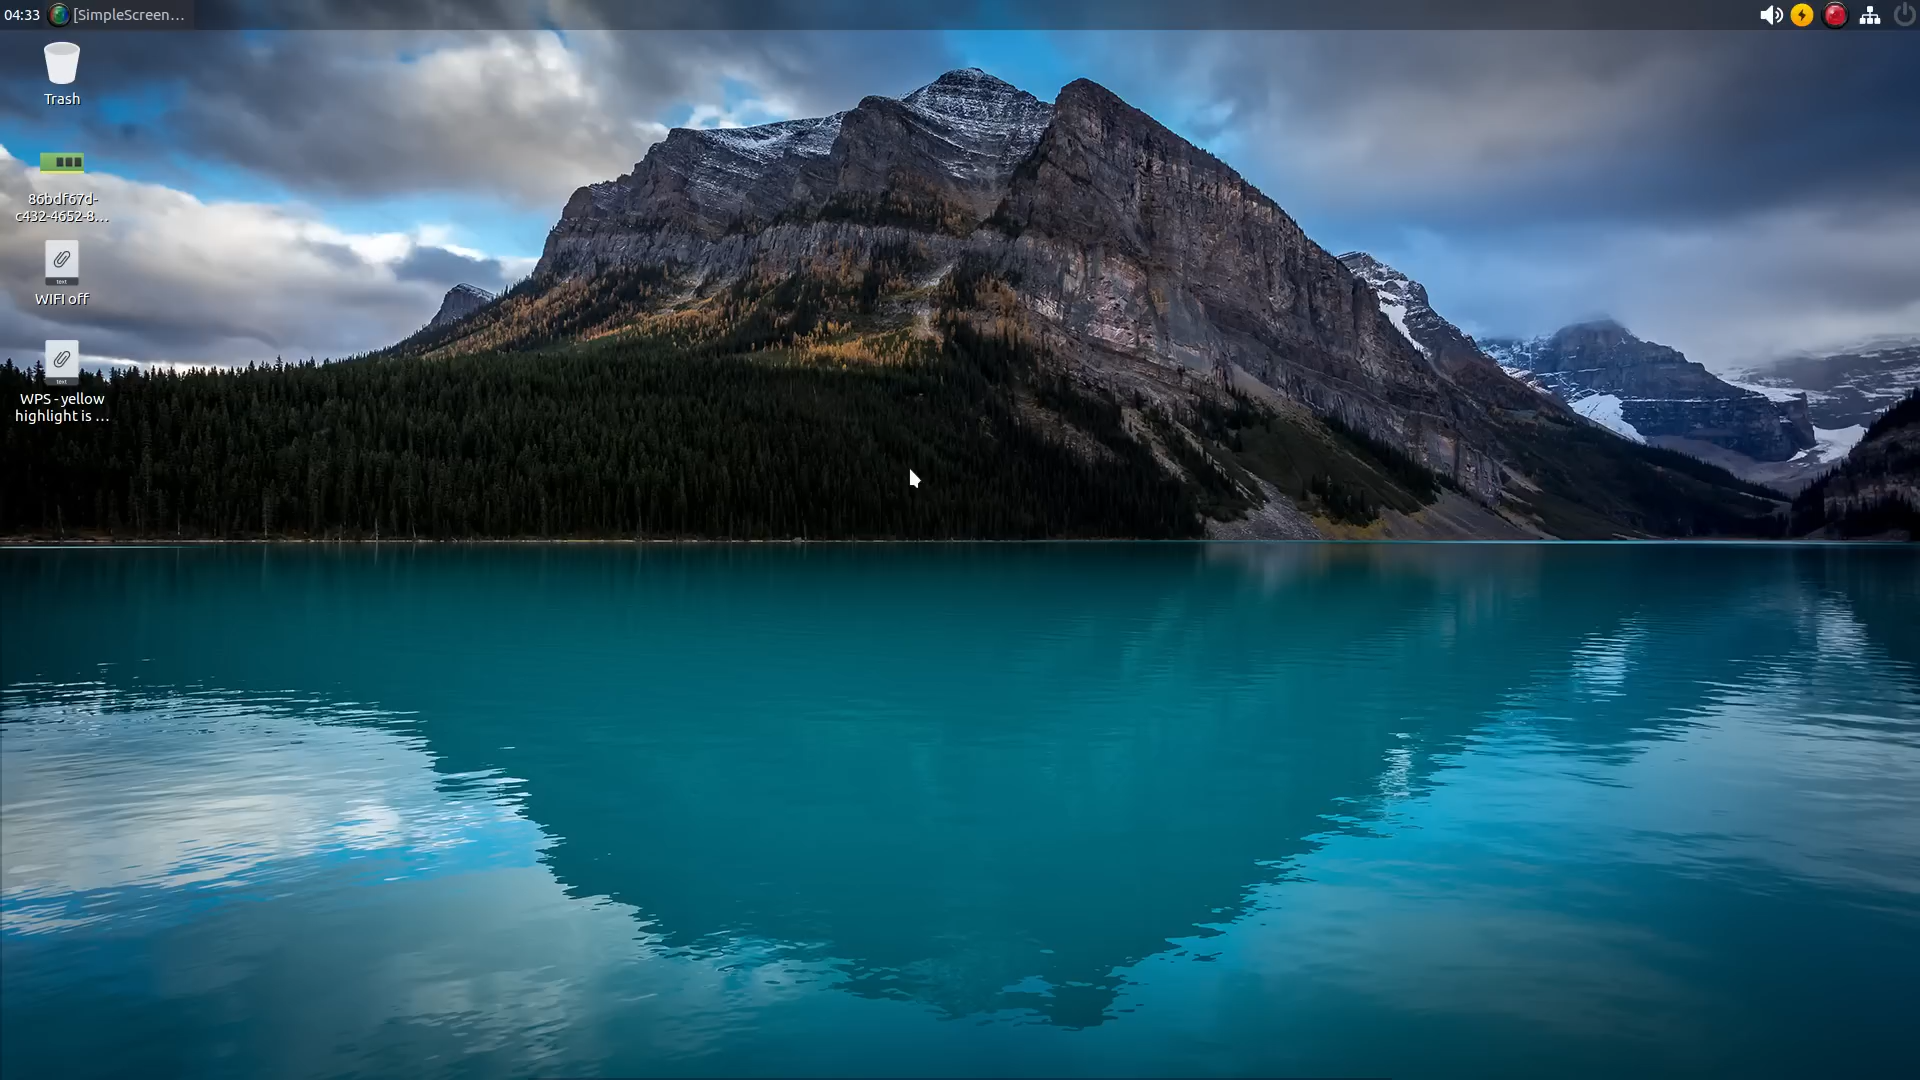 04:33 [SimpleScreen...
Trash
86bdf67d-
c432-4652-8...
WIFI off
WPS - yellow
highlight is ...